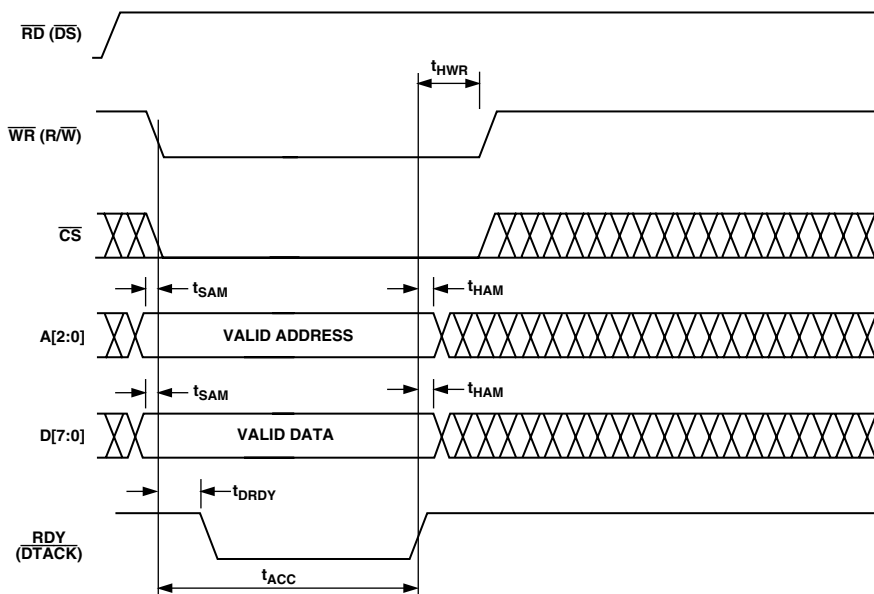 RD (DS)
tHWR
WR (R/W)
CS
tSAM
tHAM
A[2:0]
VALID ADDRESS
tSAM
tHAM
D[7:0]
VALID DATA
tDRDY
RDY
(DTACK)
tACC